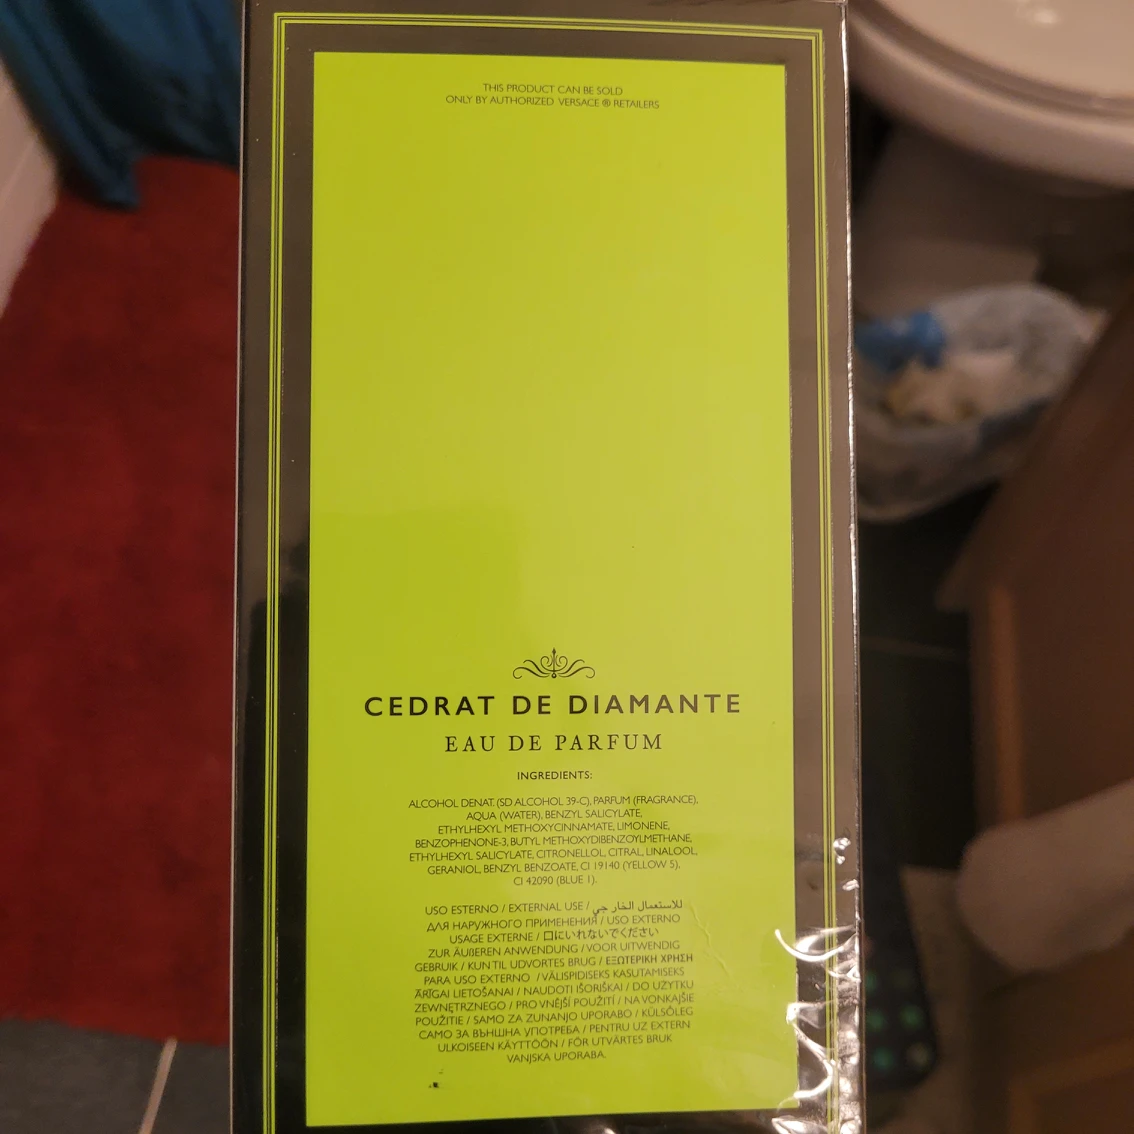 THIS PRODUCT CAN BE SOLD
ONLY BY AUTHORIZED VERSACE ® RETAILERS
CEDRAT DE DIAMANTE
EAU DE PARFUM
INGREDIENTS:
ALCOHOL DENAT. (SD ALCOHOL 39-C), PARFUM (FRAGRANCE),
AQUA (WATER), BENZYL SALICYLATE,
ETHYLHEXYL METHOXYCINNAMATE, LIMONENE,
BENZOPHENONE-3, BUTYL METHOXYDIBENZOYLMETHANE,
ETHYLHEXYL SALICYLATE, CITRONELLOL, CITRAL, LINALOOL,
GERANIOL, BENZYL BENZOATE, CI 19140 (YELLOW 5),
CI 42090 (BLUE 1).
USO ESTERNO / EXTERNAL USE / للاستعمال الخار جي
ДЛЯ НАРУЖНОГО ПРИМЕНЕНИЯ / USO EXTERNO
USAGE EXTERNE / 口にいれないでください
ZUR ÄUßEREN ANWENDUNG / VOOR UITWENDIG
GEBRUIK / KUN TIL UDVORTES BRUG / ΕΞΩΤΕΡΙΚΗ ΧΡΗΣΗ
PARA USO EXTERNO / VÄLISPIDISEKS KASUTAMISEKS
ĀRĪGAI LIETOŠANAI / NAUDOTI IŠORIŠKAI / DO UŻYTKU
ZEWNĘTRZNEGO / PRO VNĚJŠÍ POUŽITÍ / NA VONKAJŠIE
POUŽITIE / SAMO ZA ZUNANJO UPORABO / KÜLSŐLEG
САМО ЗА ВЪНШНА УПОТРЕБА / PENTRU UZ EXTERN
ULKOISEEN KÄYTTÖÖN / FÖR UTVÄRTES BRUK
VANJSKA UPORABA.